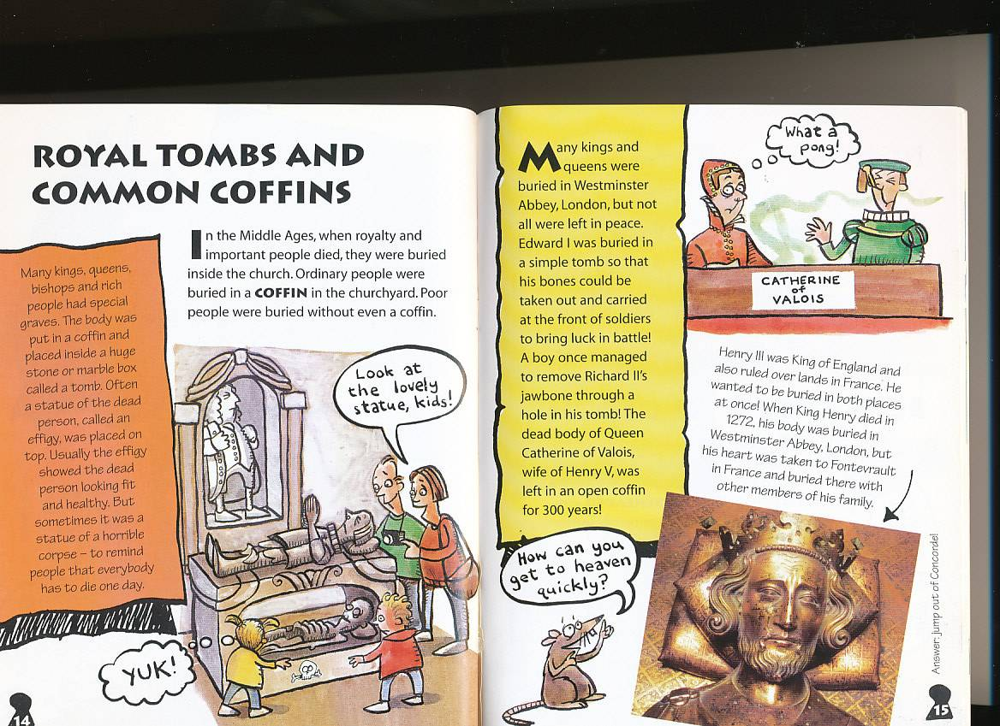 ROYAL TOMBS AND
COMMON COFFINS
In the Middle Ages, when royalty and
important people died, they were buried
inside the church. Ordinary people were
buried in a COFFIN in the churchyard. Poor
people were buried without even a coffin.
Many kings, queens,
bishops and rich
people had special
graves. The body was
put in a coffin and
placed inside a huge
stone or marble box
called a tomb. Often
a statue of the dead
person, called an
effigy, was placed on
top. Usually the effigy
showed the dead
person looking fit
and healthy. But
sometimes it was a
statue of a horrible
corpse – to remind
people that everybody
has to die one day.
Look at
the lovely
statue, kids!
YUK!
14
Many kings and
queens were
buried in Westminster
Abbey, London, but not
all were left in peace.
Edward I was buried in
a simple tomb so that
his bones could be
taken out and carried
at the front of soldiers
to bring luck in battle!
A boy once managed
to remove Richard II's
jawbone through a
hole in his tomb! The
dead body of Queen
Catherine of Valois,
wife of Henry V, was
left in an open coffin
for 300 years!
What a
pong!
CATHERINE
of
VALOIS
Henry III was King of England and
also ruled over lands in France. He
wanted to be buried in both places
at once! When King Henry died in
1272, his body was buried in
Westminster Abbey, London, but
his heart was taken to Fontevrault
in France and buried there with
other members of his family.
How can you
get to heaven
quickly?
Answer: jump out of Concorde!
15